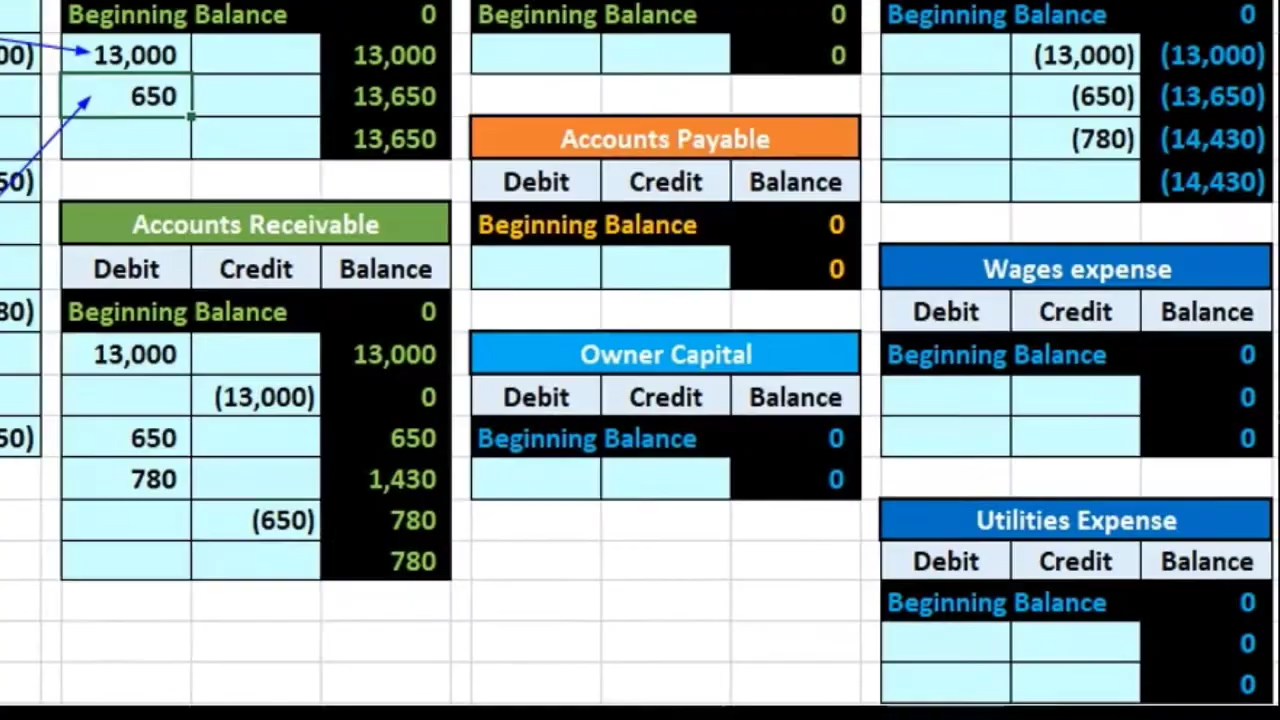 Beginning Balance 0
00) 13,000 13,000
650 13,650
13,650
50)
Accounts Receivable
Debit Credit Balance
Beginning Balance 0
80)
13,000 13,000
(13,000) 0
50) 650 650
780 1,430
(650) 780
780
Beginning Balance 0
0
Accounts Payable
Debit Credit Balance
Beginning Balance 0
0
Owner Capital
Debit Credit Balance
Beginning Balance 0
0
Beginning Balance 0
(13,000) (13,000)
(650) (13,650)
(780) (14,430)
(14,430)
Wages expense
Debit Credit Balance
Beginning Balance 0
0
0
Utilities Expense
Debit Credit Balance
Beginning Balance 0
0
0